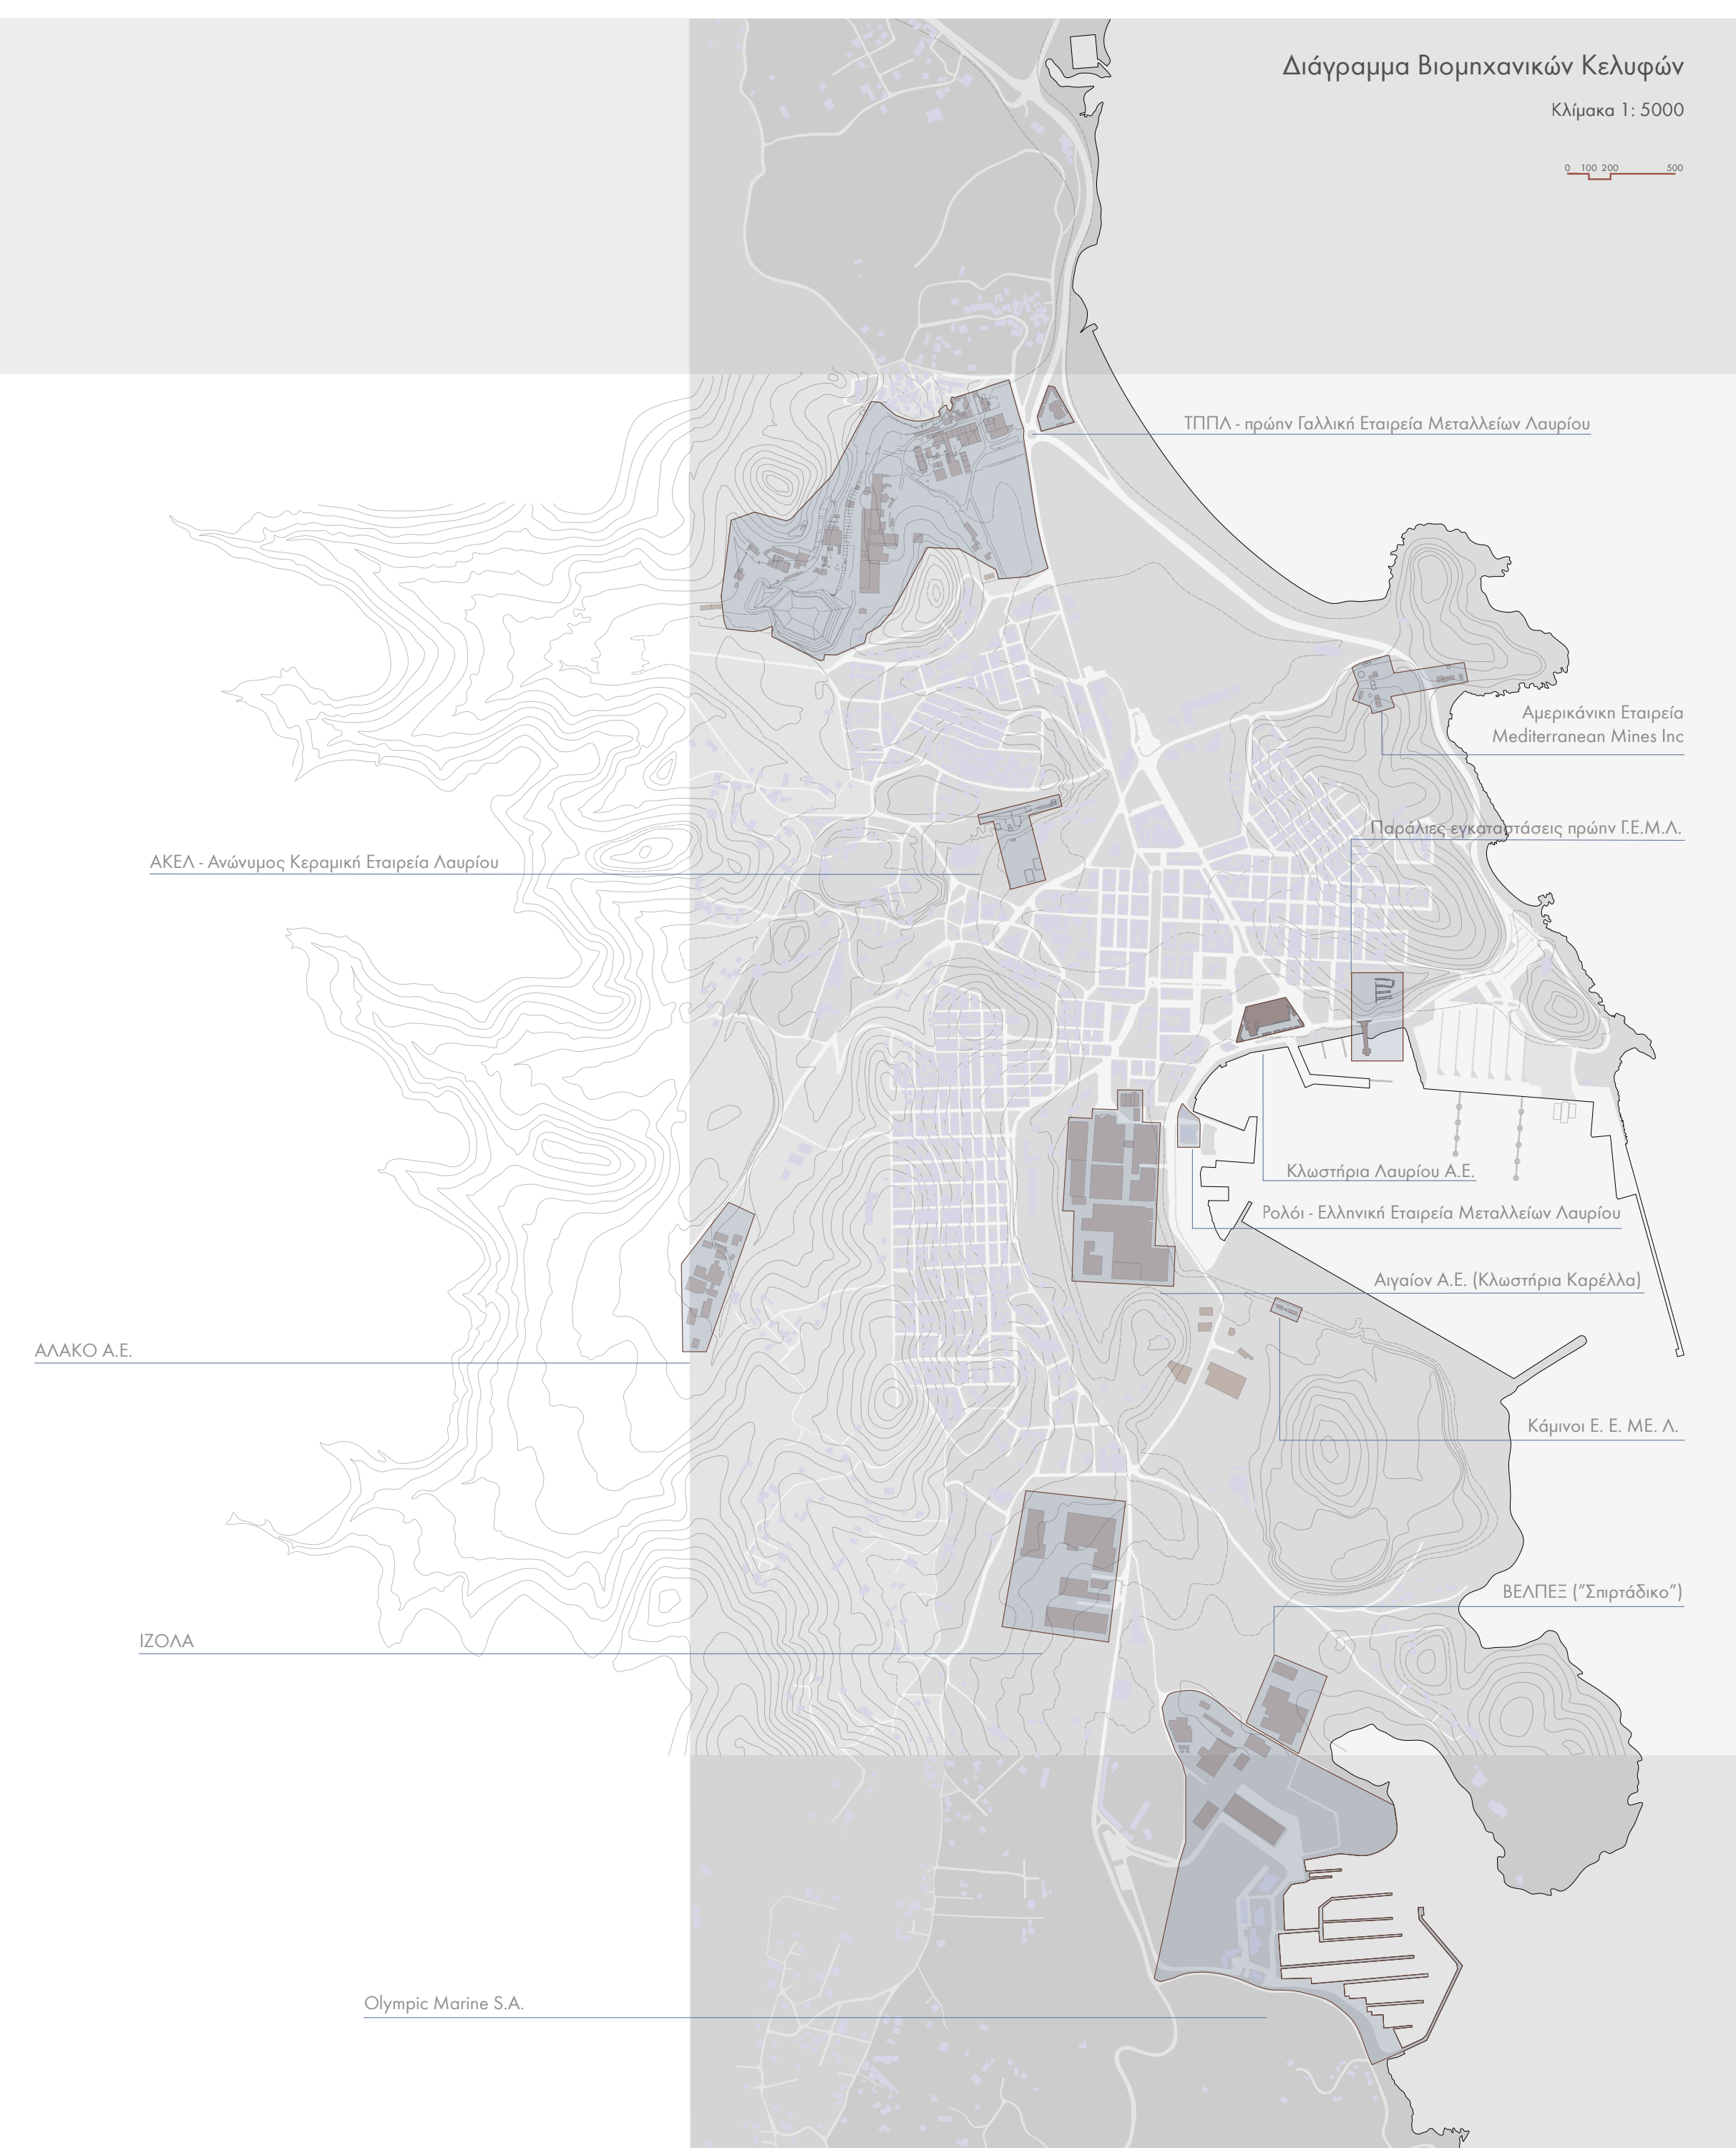 Διάγραμμα Βιομηχανικών Κελυφών
Κλίμακα 1: 5000
0 100 200 500
ΤΠΠΛ - πρώην Γαλλική Εταιρεία Μεταλλείων Λαυρίου
Αμερικάνικη Εταιρεία
Mediterranean Mines Inc
Παράλιες εγκαταστάσεις πρώην Γ.Ε.Μ.Λ.
ΑΚΕΛ - Ανώνυμος Κεραμική Εταιρεία Λαυρίου
Κλωστήρια Λαυρίου Α.Ε.
Ρολόι - Ελληνική Εταιρεία Μεταλλείων Λαυρίου
Αιγαίον Α.Ε. (Κλωστήρια Καρέλλα)
ΑΛΑΚΟ Α.Ε.
Κάμινοι Ε. Ε. ΜΕ. Λ.
ΒΕΛΠΕΞ ("Σπιρτάδικο")
ΙΖΟΛΑ
Olympic Marine S.A.